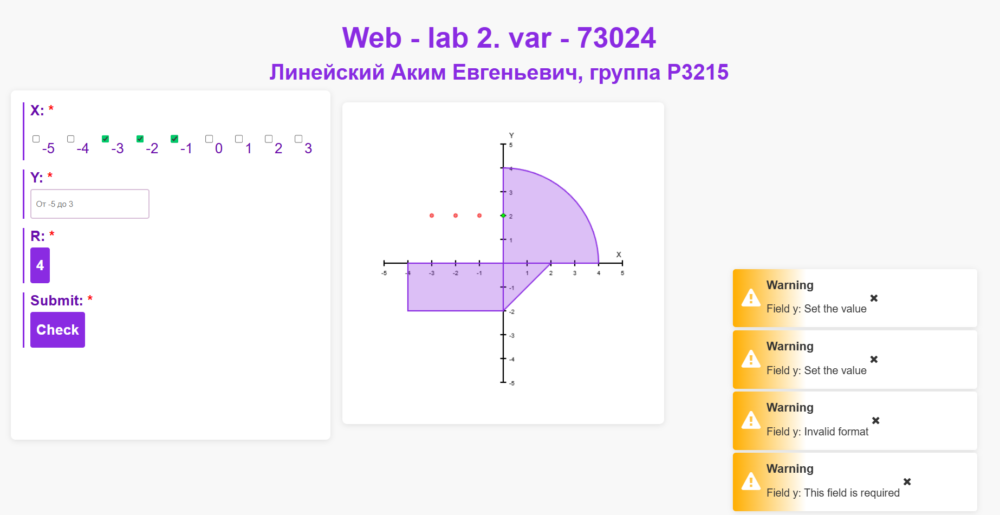 Web - lab 2. var - 73024
Линейский Аким Евгеньевич, группа P3215
X: *
-5 -4 -3 -2 -1 0 1 2 3
Y: *
От -5 до 3
R: *
4
Submit: *
Check
Y
5
4
3
2
1
X
-5 -4 -3 -2 -1 1 2 3 4 5
-1
-2
-3
-4
-5
Warning
Field y: Set the value
Warning
Field y: Set the value
Warning
Field y: Invalid format
Warning
Field y: This field is required